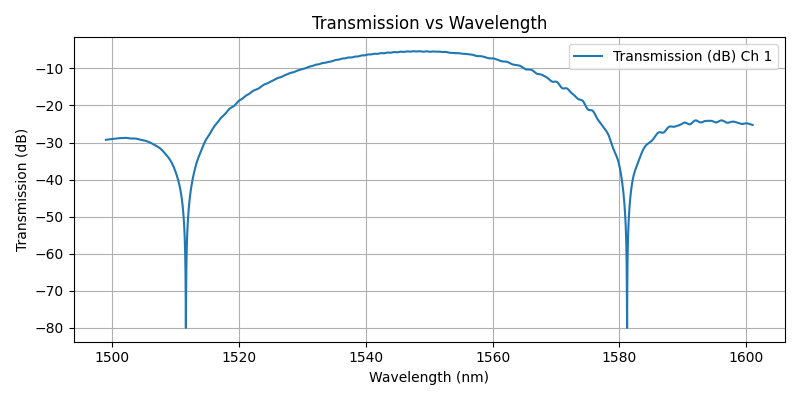 Transmission vs Wavelength
Transmission (dB) Ch 1
Transmission (dB)
−10
−20
−30
−40
−50
−60
−70
−80
1500 1520 1540 1560 1580 1600
Wavelength (nm)